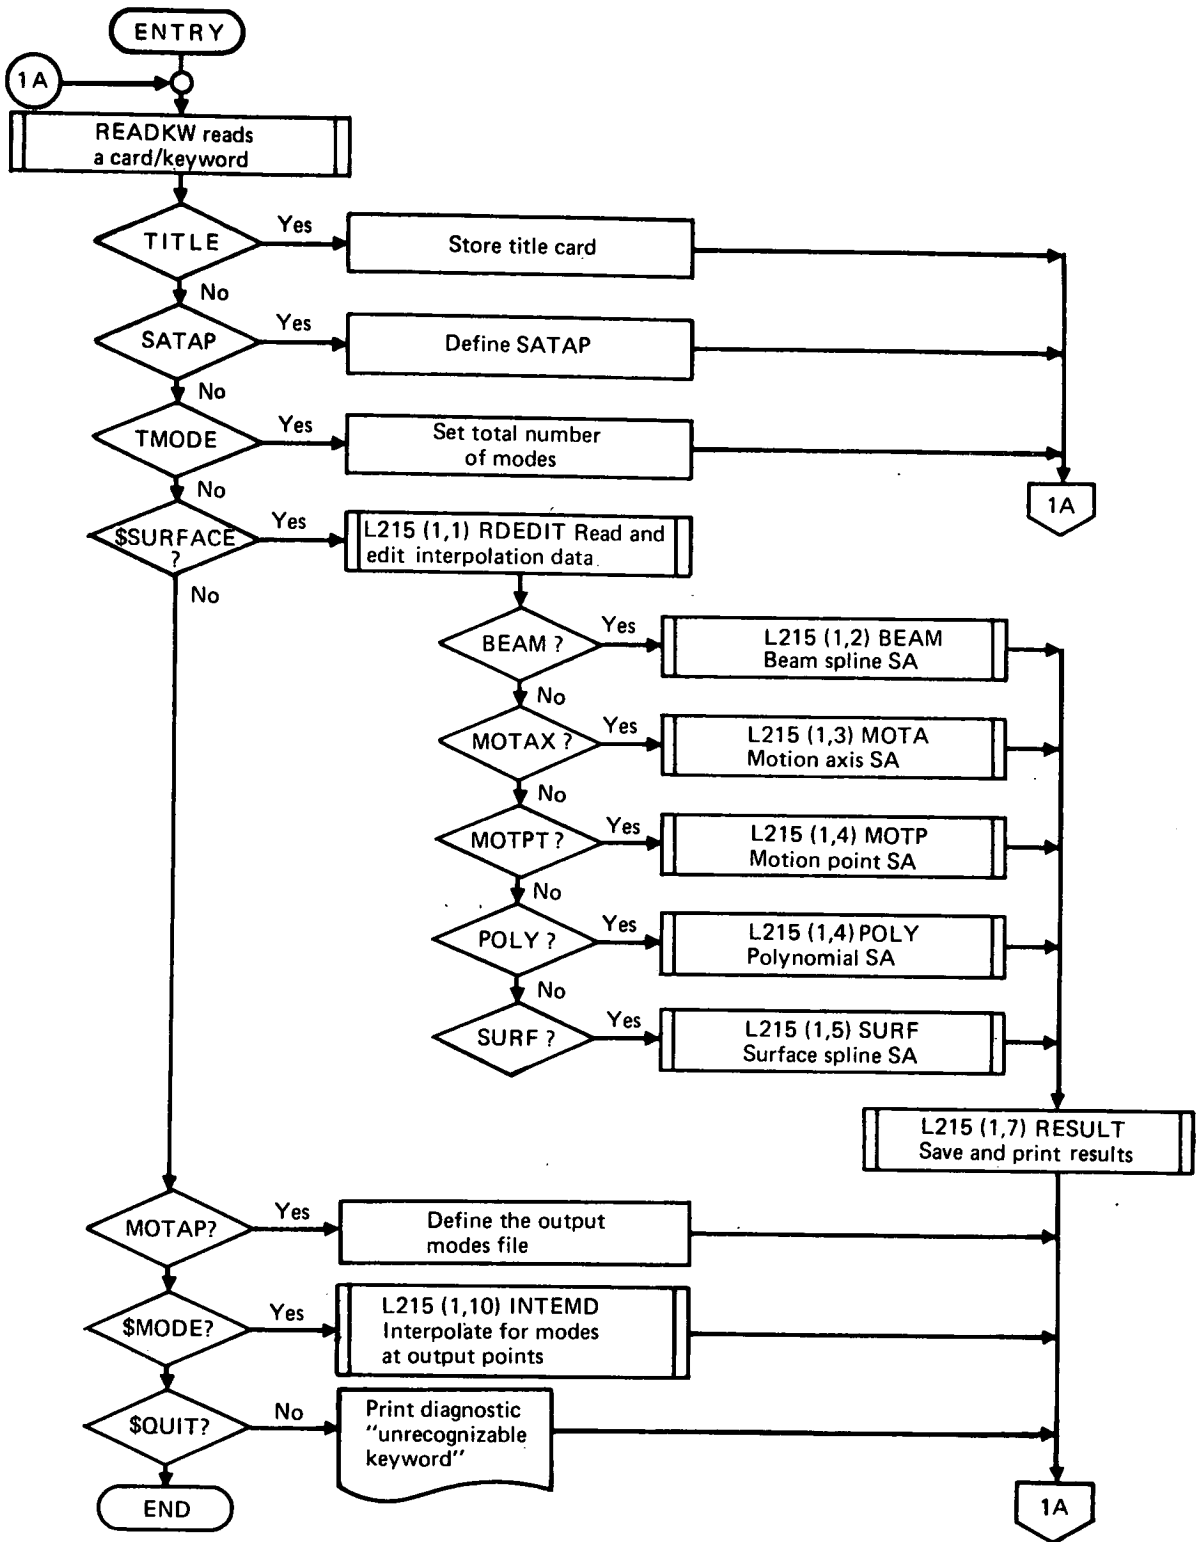 ENTRY
1A
READKW reads
a card/keyword
TITLE
Yes
Store title card
No
SATAP
Yes
Define SATAP
No
TMODE
Yes
Set total number
of modes
No
1A
$SURFACE
?
Yes
L215 (1,1) RDEDIT Read and
edit interpolation data
No
BEAM ?
Yes
L215 (1,2) BEAM
Beam spline SA
No
MOTAX ?
Yes
L215 (1,3) MOTA
Motion axis SA
No
MOTPT ?
Yes
L215 (1,4) MOTP
Motion point SA
No
POLY ?
Yes
L215 (1,4) POLY
Polynomial SA
No
SURF ?
Yes
L215 (1,5) SURF
Surface spline SA
L215 (1,7) RESULT
Save and print results
MOTAP?
Yes
Define the output
modes file
$MODE?
Yes
L215 (1,10) INTEMD
Interpolate for modes
at output points
$QUIT?
No
Print diagnostic
"unrecognizable
keyword"
END
1A